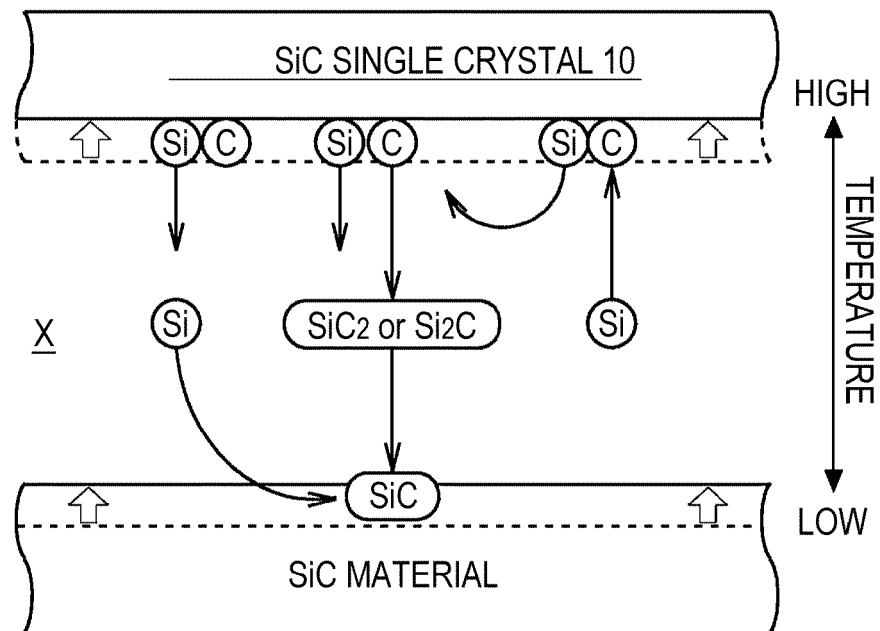 SiC SINGLE CRYSTAL 10
HIGH
Si C Si C Si C
TEMPERATURE
X
Si
SiC2 or Si2C
Si
SiC
LOW
SiC MATERIAL